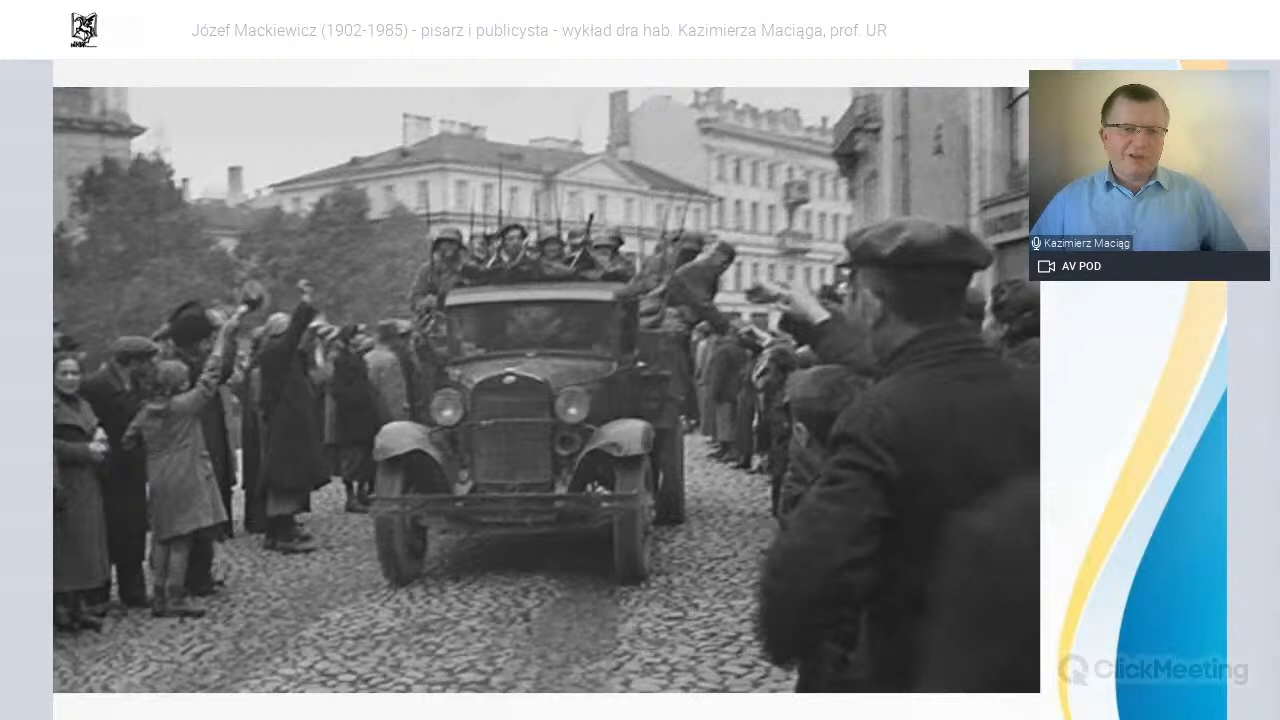 Józef Mackiewicz (1902-1985) - pisarz i publicysta - wykład dra hab. Kazimierza Maciąga, prof. UR
Kazimierz Maciąg
AV POD
ClickMeeting